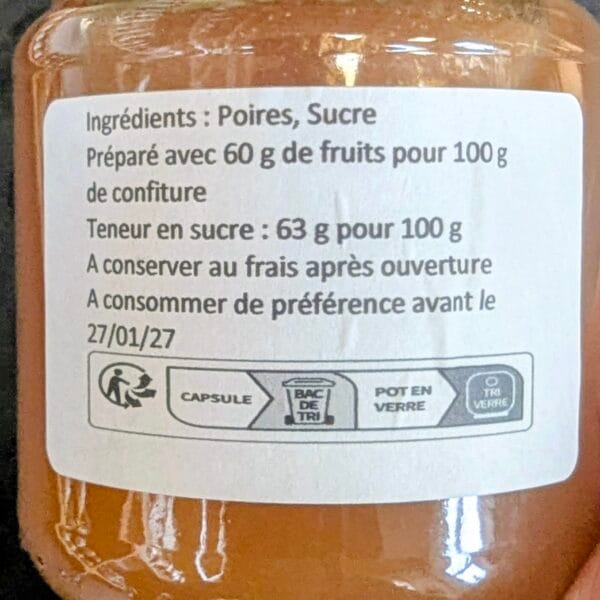 Ingrédients : Poires, Sucre
Préparé avec 60 g de fruits pour 100 g
de confiture
Teneur en sucre : 63 g pour 100 g
A conserver au frais après ouverture
A consommer de préférence avant le
27/01/27
CAPSULE
BAC
DE
TRI
POT EN
VERRE
TRI
VERRE